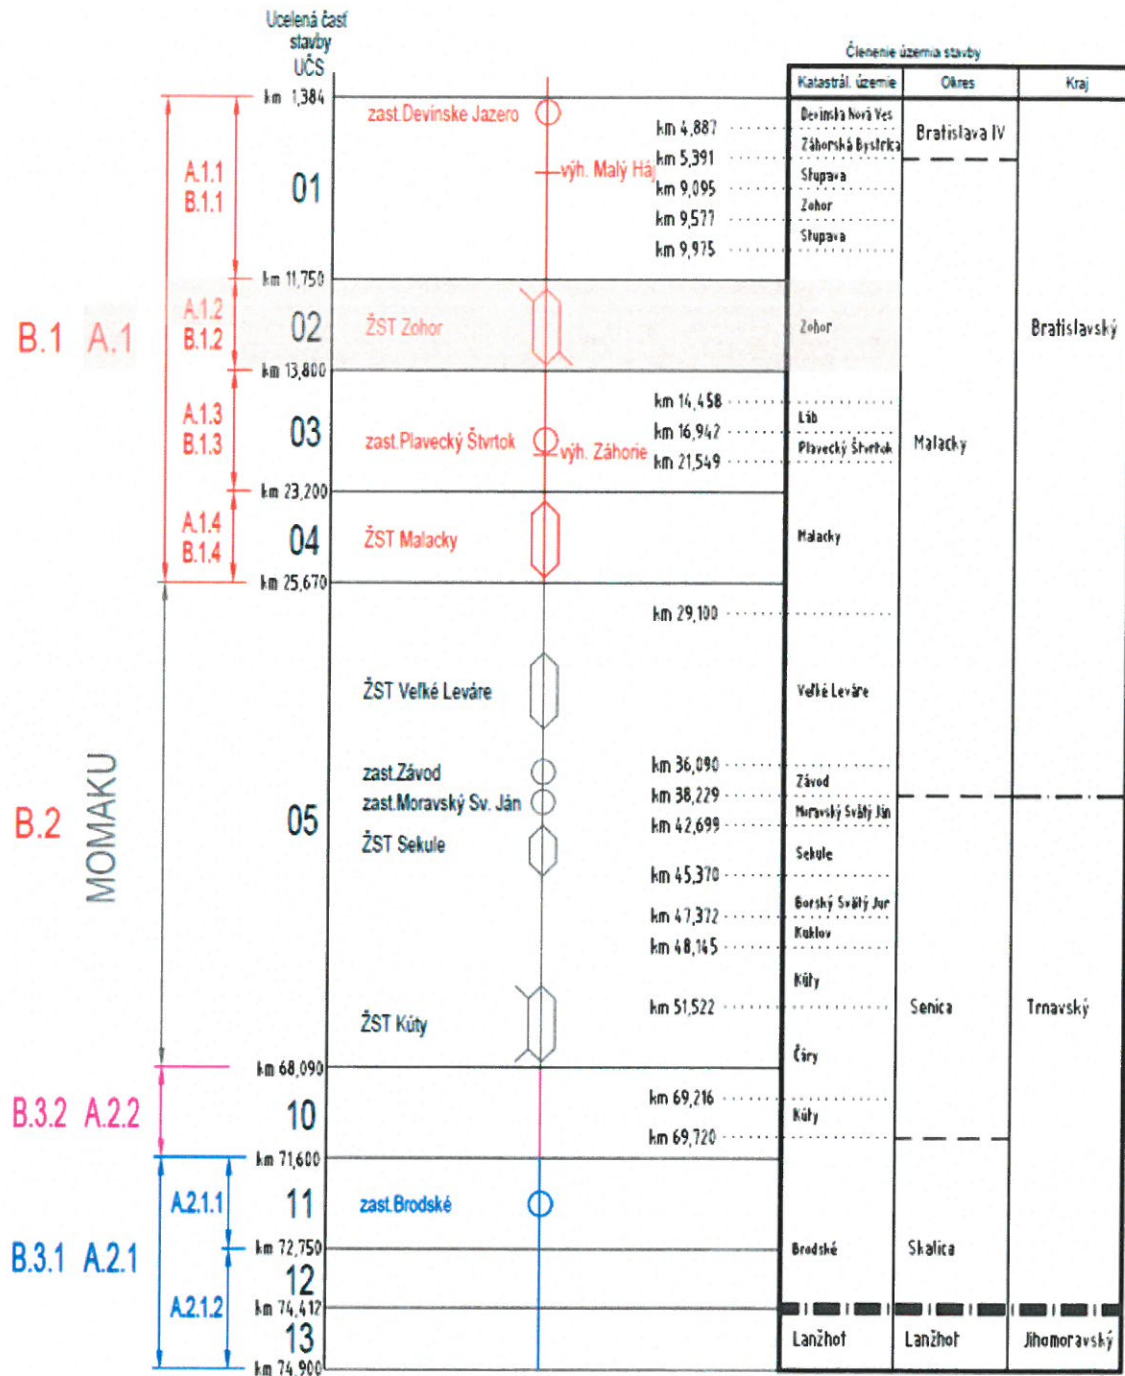 Ucelená časť
stavby
UČS
Členenie územia stavby
Katastrál. územie Okres Kraj
km 1,384
zast.Devínske Jazero
Devínska Nová Ves
km 4,887
Bratislava IV
Záhorská Bystrica
km 5,391
A.1.1
B.1.1
01
výh. Malý Háj
Stupava
km 9,095
Zohor
km 9,577
Stupava
km 9,975
km 11,750
B.1 A.1
A.1.2
B.1.2
02
ŽST Zohor
Zohor
Bratislavský
km 13,800
km 14,458
A.1.3
B.1.3
03
zast.Plavecký Štvrtok
výh. Záhorie
Láb
km 16,942
Plavecký Štvrtok
Malacky
km 21,549
km 23,200
A.1.4
B.1.4
04
ŽST Malacky
Malacky
km 25,670
km 29,100
ŽST Veľké Leváre
Veľké Leváre
km 36,090
zast.Závod
Závod
km 38,229
zast.Moravský Sv. Ján
Moravský Svätý Ján
km 42,699
B.2
MOMAKU
05
ŽST Sekule
Sekule
km 45,370
Borský Svätý Jur
km 47,372
Kuklov
km 48,145
Kúty
km 51,522
Senica
Trnavský
ŽST Kúty
Čáry
km 68,090
km 69,216
B.3.2 A.2.2
10
Kúty
km 69,720
km 71,600
A.2.1.1
11
zast.Brodské
km 72,750
B.3.1 A.2.1
Brodské
Skalica
12
A.2.1.2
km 74,412
13
Lanžhot Lanžhot Jihomoravský
km 74,900